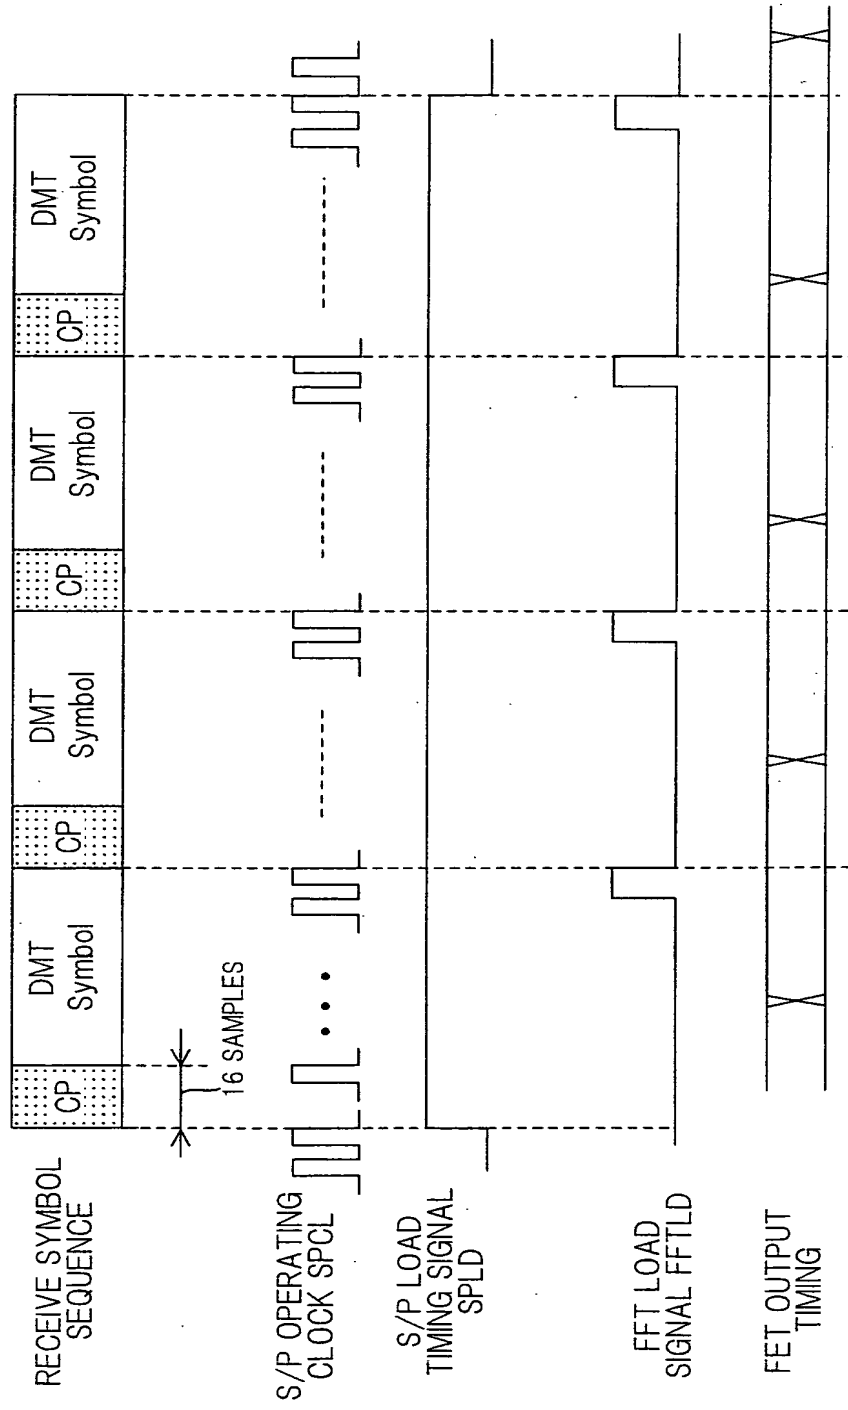 RECEIVE SYMBOL
SEQUENCE
CP
DMT
Symbol
CP
DMT
Symbol
CP
DMT
Symbol
CP
DMT
Symbol
16 SAMPLES
S/P OPERATING
CLOCK SPCL
S/P LOAD
TIMING SIGNAL
SPLD
FFT LOAD
SIGNAL FFTLD
FET OUTPUT
TIMING